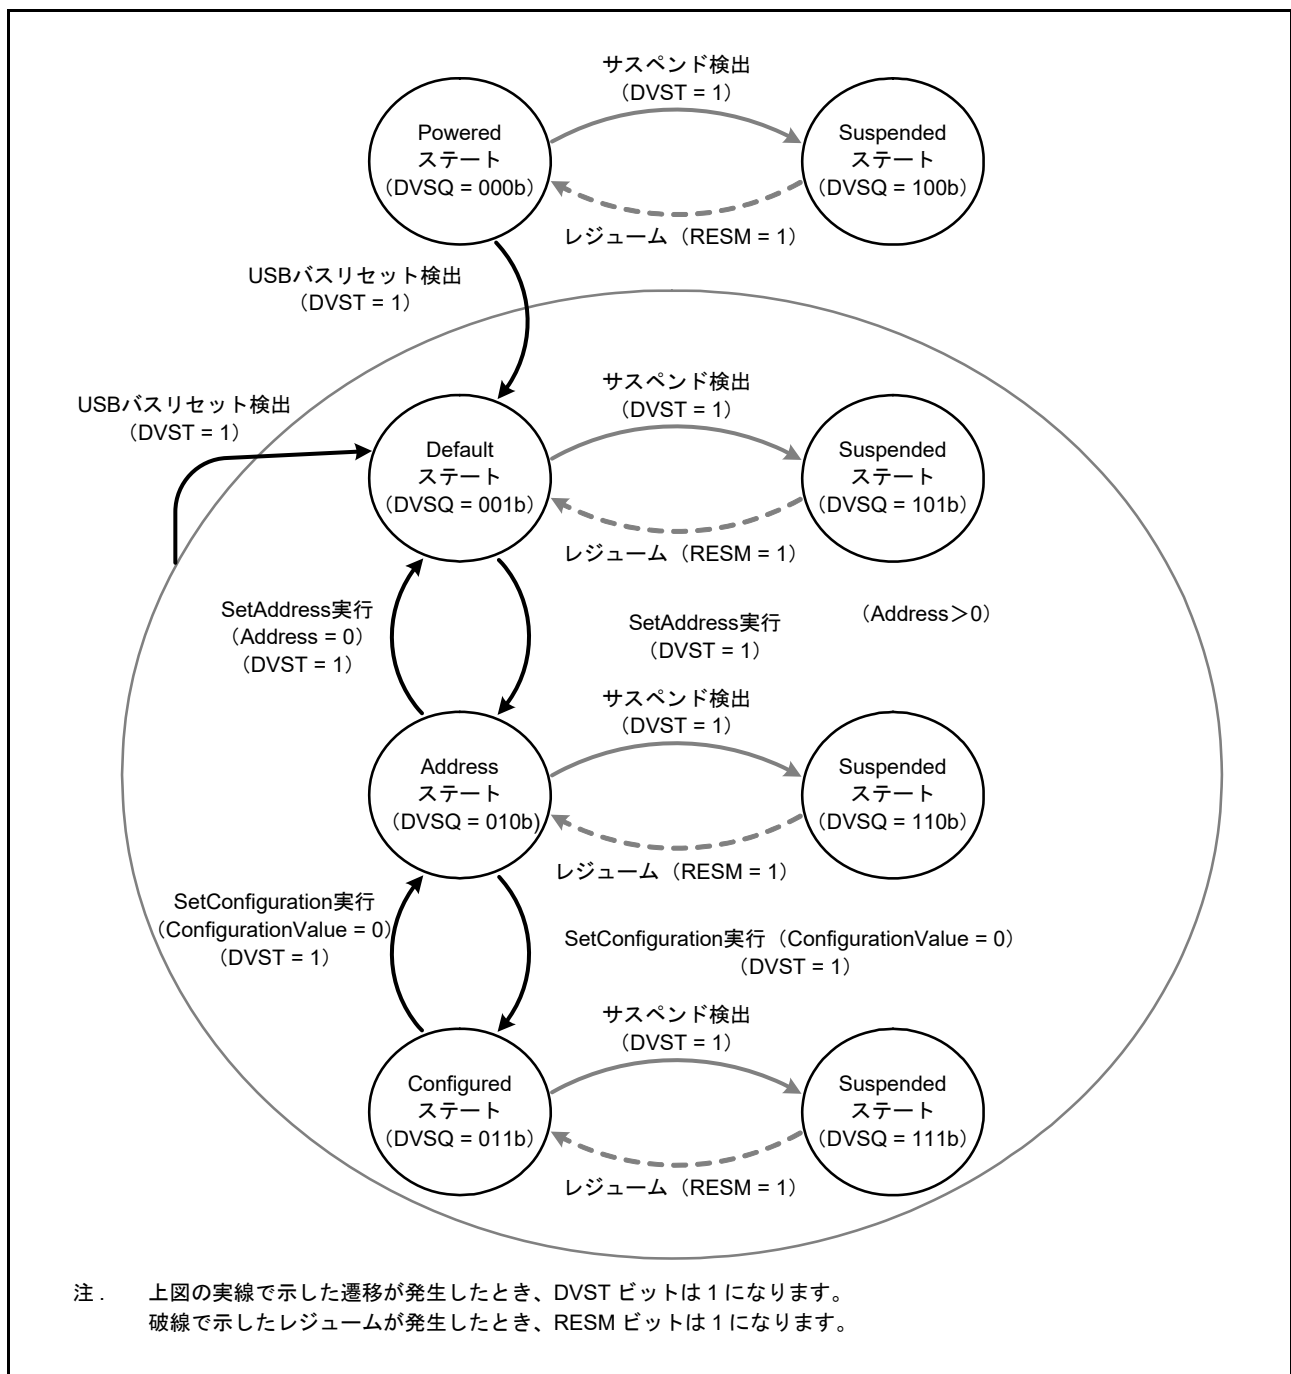 サスペンド検出
（DVST = 1）
Powered
ステート
（DVSQ = 000b）
Suspended
ステート
（DVSQ = 100b）
レジューム（RESM = 1）
USBバスリセット検出
（DVST = 1）
サスペンド検出
（DVST = 1）
USBバスリセット検出
（DVST = 1）
Default
ステート
（DVSQ = 001b）
Suspended
ステート
（DVSQ = 101b）
レジューム（RESM = 1）
SetAddress実行
（Address = 0）
（DVST = 1）
SetAddress実行
（DVST = 1）
（Address＞0）
サスペンド検出
（DVST = 1）
Address
ステート
（DVSQ = 010b)
Suspended
ステート
（DVSQ = 110b）
レジューム（RESM = 1）
SetConfiguration実行
（ConfigurationValue = 0）
（DVST = 1）
SetConfiguration実行（ConfigurationValue = 0）
（DVST = 1）
サスペンド検出
（DVST = 1）
Configured
ステート
（DVSQ = 011b）
Suspended
ステート
（DVSQ = 111b）
レジューム（RESM = 1）
注 . 上図の実線で示した遷移が発生したとき、DVST ビットは 1 になります。
破線で示したレジュームが発生したとき、RESM ビットは 1 になります。